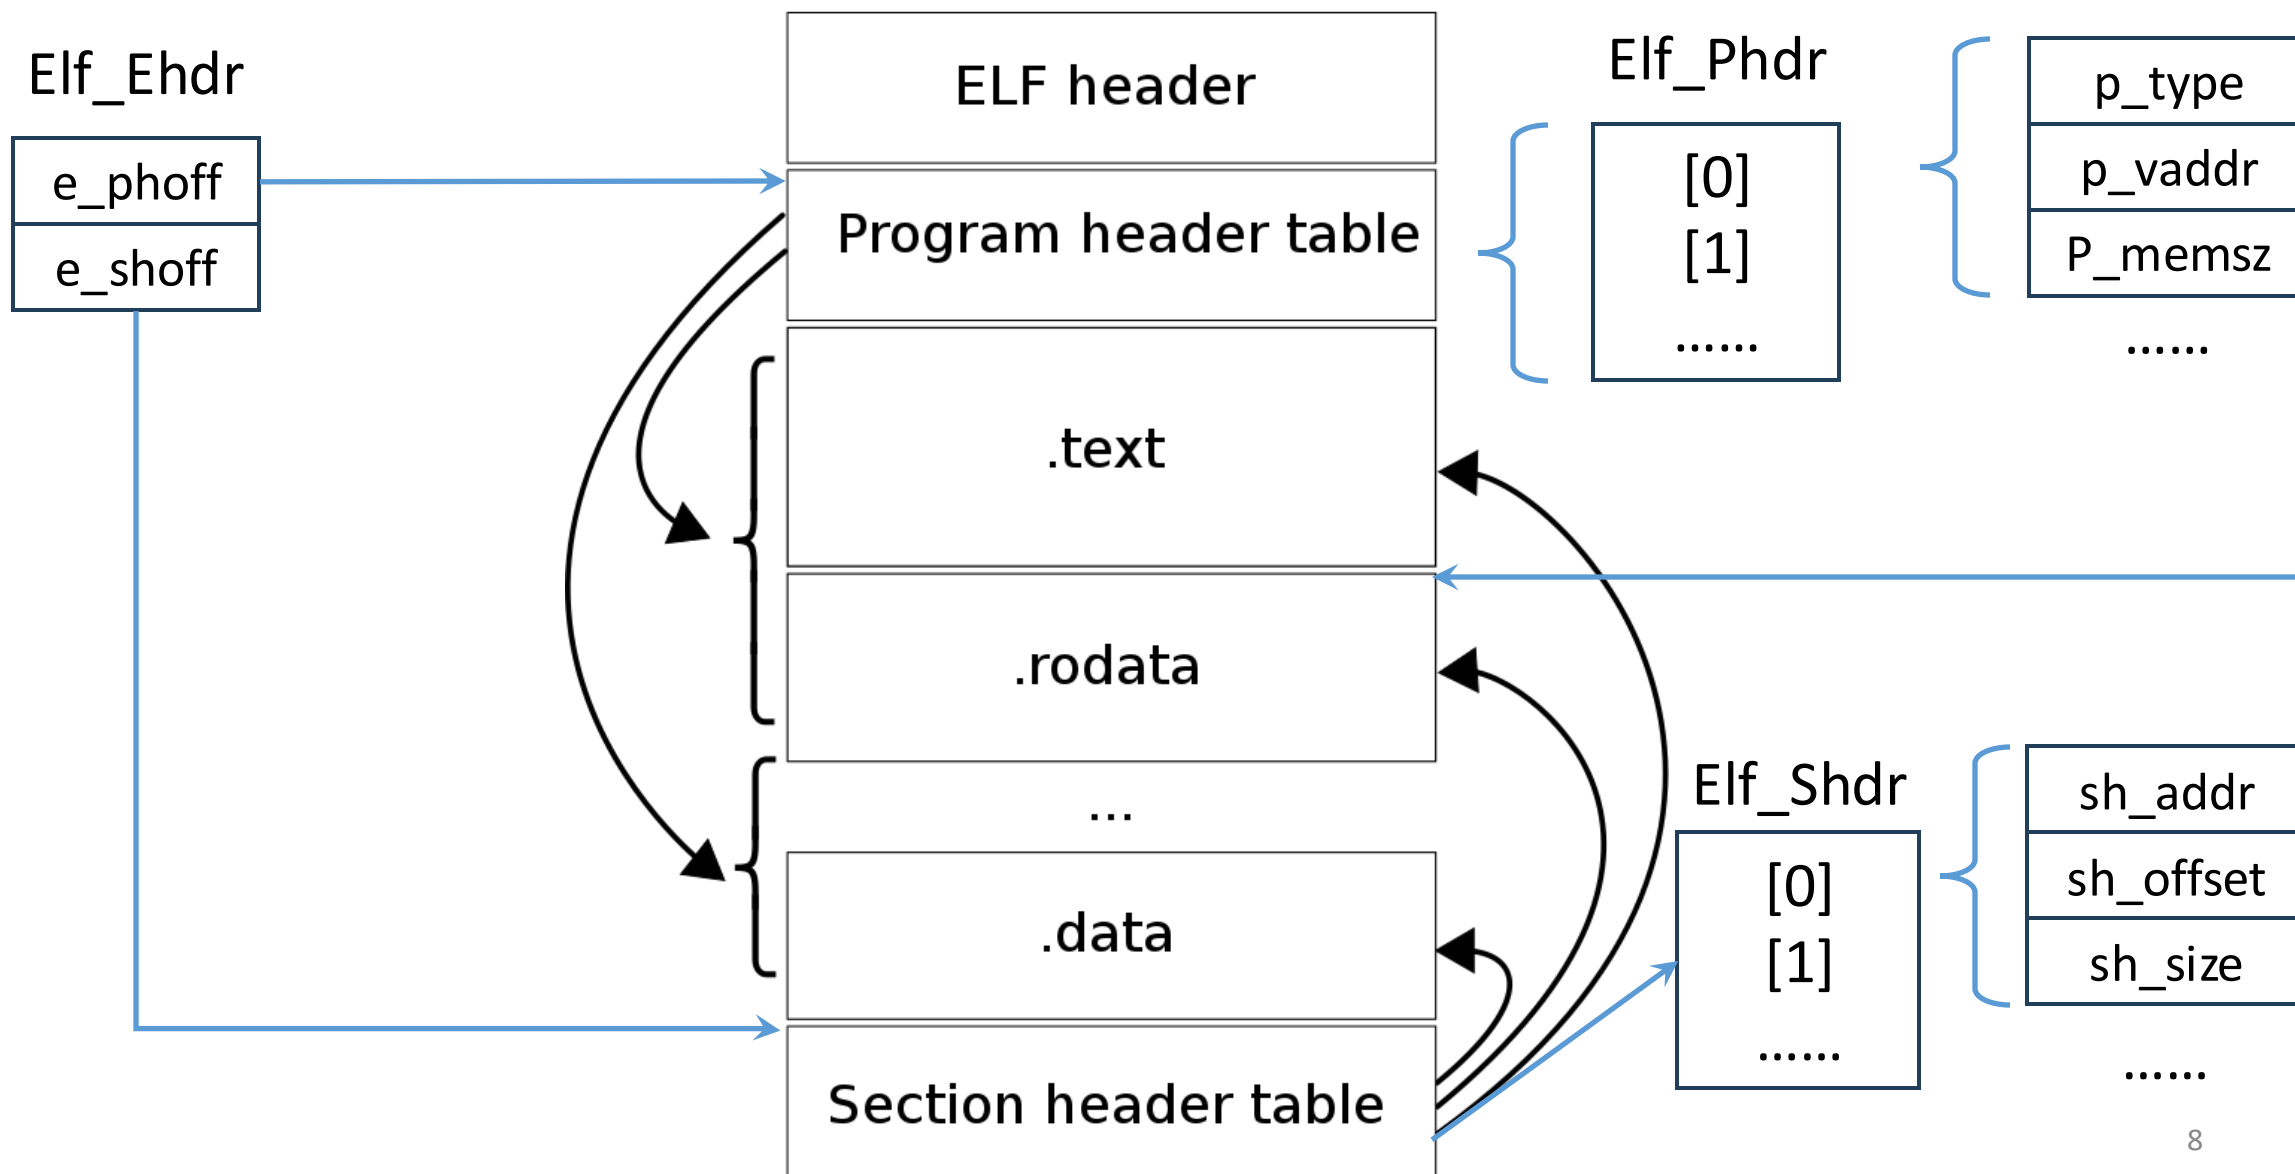 Elf_Ehdr
e_phoff
e_shoff
ELF header
Program header table
.text
.rodata
...
.data
Section header table
Elf_Phdr
[0]
[1]
......
p_type
p_vaddr
P_memsz
......
Elf_Shdr
[0]
[1]
......
sh_addr
sh_offset
sh_size
......
8